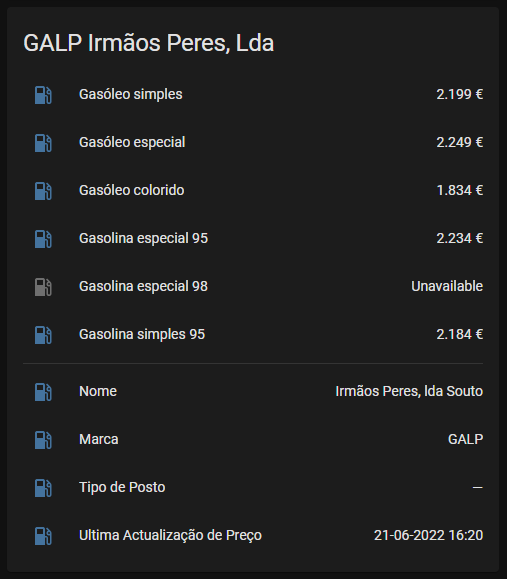 GALP Irmãos Peres, Lda
Gasóleo simples 2.199 €
Gasóleo especial 2.249 €
Gasóleo colorido 1.834 €
Gasolina especial 95 2.234 €
Gasolina especial 98 Unavailable
Gasolina simples 95 2.184 €
Nome Irmãos Peres, lda Souto
Marca GALP
Tipo de Posto —
Ultima Actualização de Preço 21-06-2022 16:20